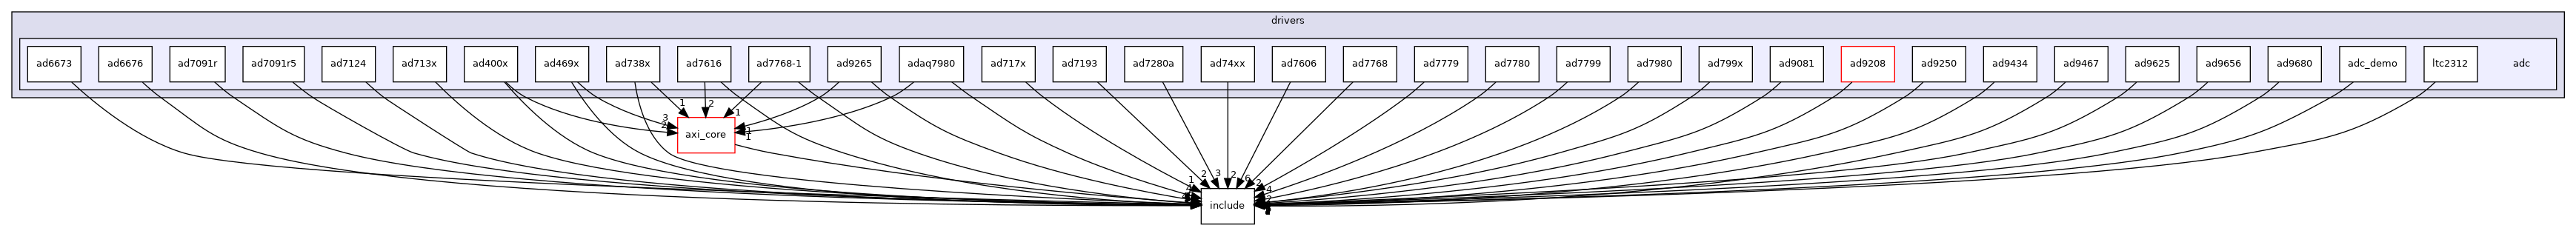 drivers
ad6673 ad6676 ad7091r ad7091r5 ad7124 ad713x ad400x ad469x ad738x ad7616 ad7768-1 ad9265 adaq7980 ad717x ad7193 ad7280a ad74xx ad7606 ad7768 ad7779 ad7780 ad7799 ad7980 ad799x ad9081 ad9208 ad9250 ad9434 ad9467 ad9625 ad9656 ad9680 adc_demo ltc2312 adc
1 2 1
3
2 1
1
axi_core
1 2 3 2 6 2
4 4
include